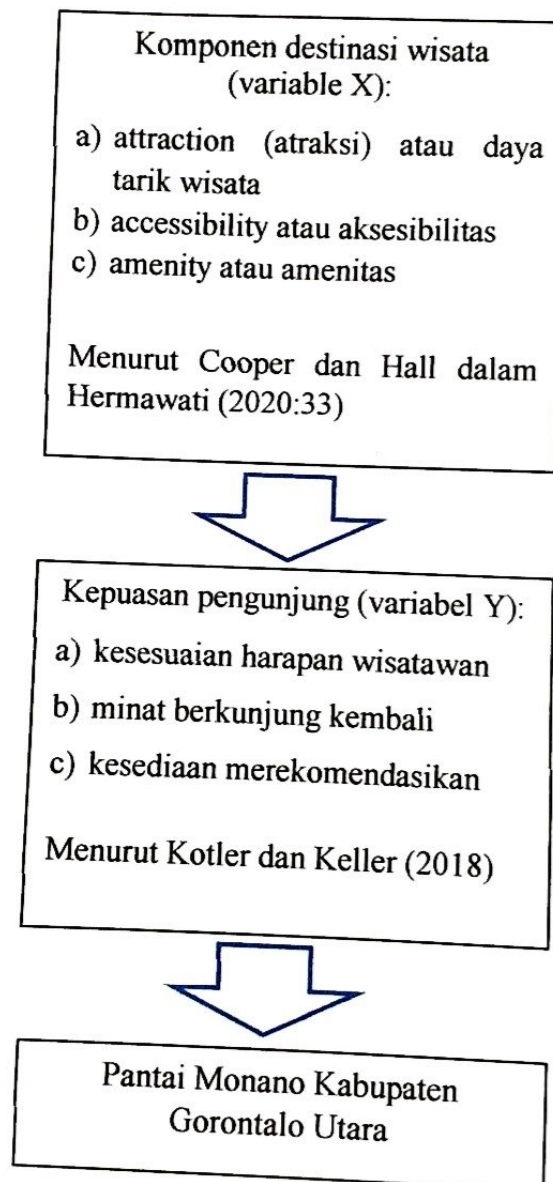 Komponen destinasi wisata
(variable X):
a) attraction (atraksi) atau daya
tarik wisata
b) accessibility atau aksesibilitas
c) amenity atau amenitas
Menurut Cooper dan Hall dalam
Hermawati (2020:33)
Kepuasan pengunjung (variabel Y):
a) kesesuaian harapan wisatawan
b) minat berkunjung kembali
c) kesediaan merekomendasikan
Menurut Kotler dan Keller (2018)
Pantai Monano Kabupaten
Gorontalo Utara